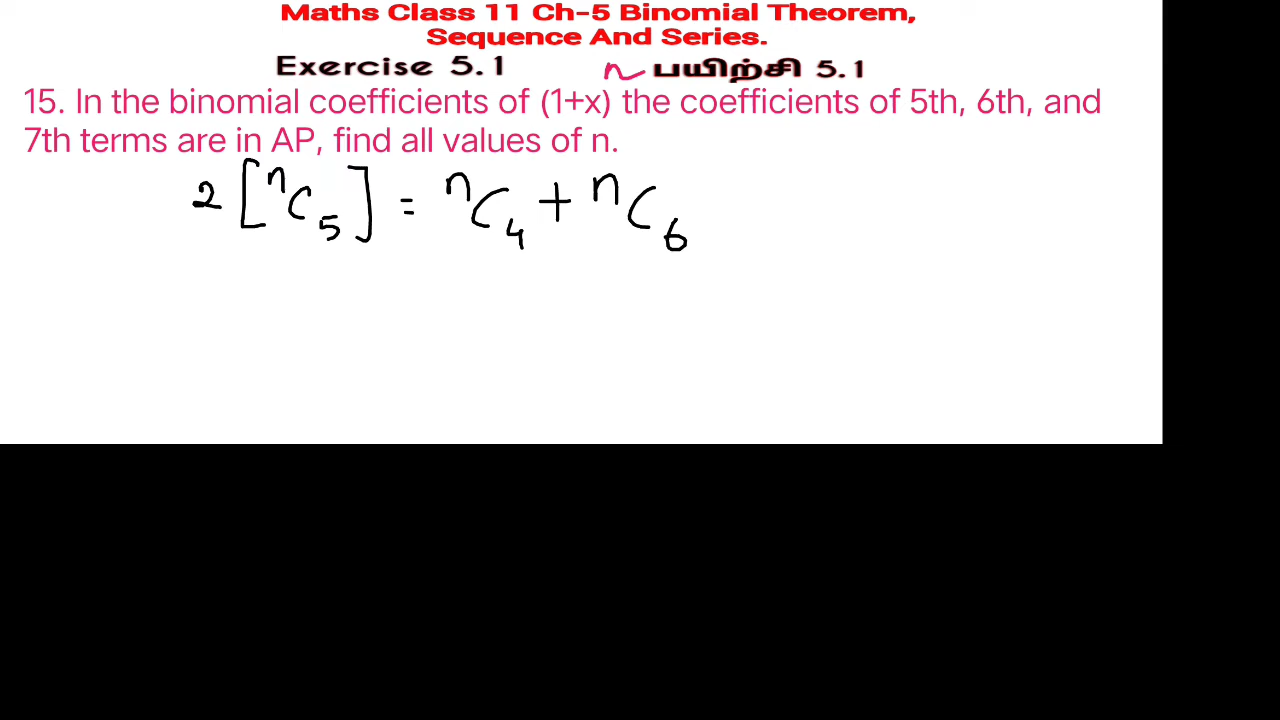 Maths Class 11 Ch-5 Binomial Theorem,
Sequence And Series.
Exercise 5.1 n பயிற்சி 5.1
15. In the binomial coefficients of (1+x) the coefficients of 5th, 6th, and
7th terms are in AP, find all values of n.
2 [ⁿC₅] = ⁿC₄ + ⁿC₆